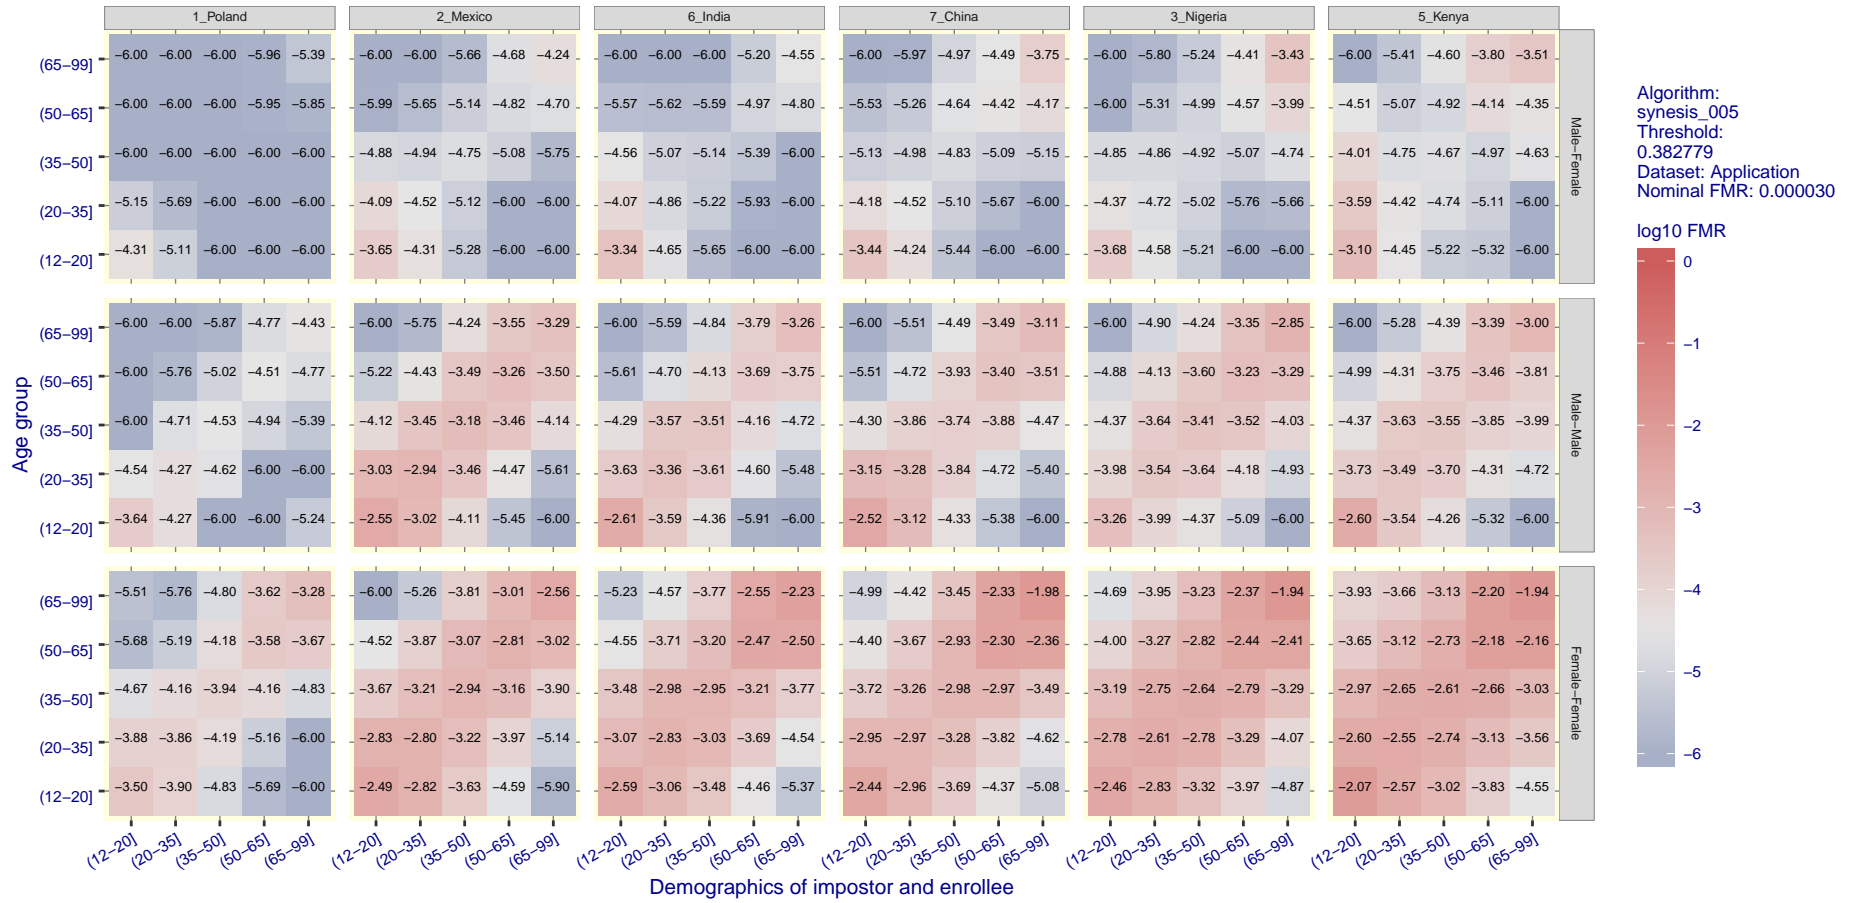 1_Poland 2_Mexico 6_India 7_China 3_Nigeria 5_Kenya
(65−99] −6.00 −6.00 −6.00 −5.96 −5.39 −6.00 −6.00 −5.66 −4.68 −4.24 −6.00 −6.00 −6.00 −5.20 −4.55 −6.00 −5.97 −4.97 −4.49 −3.75 −6.00 −5.80 −5.24 −4.41 −3.43 −6.00 −5.41 −4.60 −3.80 −3.51
(50−65] −6.00 −6.00 −6.00 −5.95 −5.85 −5.99 −5.65 −5.14 −4.82 −4.70 −5.57 −5.62 −5.59 −4.97 −4.80 −5.53 −5.26 −4.64 −4.42 −4.17 −6.00 −5.31 −4.99 −4.57 −3.99 −4.51 −5.07 −4.92 −4.14 −4.35
(35−50] −6.00 −6.00 −6.00 −6.00 −6.00 −4.88 −4.94 −4.75 −5.08 −5.75 −4.56 −5.07 −5.14 −5.39 −6.00 −5.13 −4.98 −4.83 −5.09 −5.15 −4.85 −4.86 −4.92 −5.07 −4.74 −4.01 −4.75 −4.67 −4.97 −4.63
(20−35] −5.15 −5.69 −6.00 −6.00 −6.00 −4.09 −4.52 −5.12 −6.00 −6.00 −4.07 −4.86 −5.22 −5.93 −6.00 −4.18 −4.52 −5.10 −5.67 −6.00 −4.37 −4.72 −5.02 −5.76 −5.66 −3.59 −4.42 −4.74 −5.11 −6.00
(12−20] −4.31 −5.11 −6.00 −6.00 −6.00 −3.65 −4.31 −5.28 −6.00 −6.00 −3.34 −4.65 −5.65 −6.00 −6.00 −3.44 −4.24 −5.44 −6.00 −6.00 −3.68 −4.58 −5.21 −6.00 −6.00 −3.10 −4.45 −5.22 −5.32 −6.00
Male−Female
(65−99] −6.00 −6.00 −5.87 −4.77 −4.43 −6.00 −5.75 −4.24 −3.55 −3.29 −6.00 −5.59 −4.84 −3.79 −3.26 −6.00 −5.51 −4.49 −3.49 −3.11 −6.00 −4.90 −4.24 −3.35 −2.85 −6.00 −5.28 −4.39 −3.39 −3.00
(50−65] −6.00 −5.76 −5.02 −4.51 −4.77 −5.22 −4.43 −3.49 −3.26 −3.50 −5.61 −4.70 −4.13 −3.69 −3.75 −5.51 −4.72 −3.93 −3.40 −3.51 −4.88 −4.13 −3.60 −3.23 −3.29 −4.99 −4.31 −3.75 −3.46 −3.81
(35−50] −6.00 −4.71 −4.53 −4.94 −5.39 −4.12 −3.45 −3.18 −3.46 −4.14 −4.29 −3.57 −3.51 −4.16 −4.72 −4.30 −3.86 −3.74 −3.88 −4.47 −4.37 −3.64 −3.41 −3.52 −4.03 −4.37 −3.63 −3.55 −3.85 −3.99
(20−35] −4.54 −4.27 −4.62 −6.00 −6.00 −3.03 −2.94 −3.46 −4.47 −5.61 −3.63 −3.36 −3.61 −4.60 −5.48 −3.15 −3.28 −3.84 −4.72 −5.40 −3.98 −3.54 −3.64 −4.18 −4.93 −3.73 −3.49 −3.70 −4.31 −4.72
(12−20] −3.64 −4.27 −6.00 −6.00 −5.24 −2.55 −3.02 −4.11 −5.45 −6.00 −2.61 −3.59 −4.36 −5.91 −6.00 −2.52 −3.12 −4.33 −5.38 −6.00 −3.26 −3.99 −4.37 −5.09 −6.00 −2.60 −3.54 −4.26 −5.32 −6.00
Male−Male
(65−99] −5.51 −5.76 −4.80 −3.62 −3.28 −6.00 −5.26 −3.81 −3.01 −2.56 −5.23 −4.57 −3.77 −2.55 −2.23 −4.99 −4.42 −3.45 −2.33 −1.98 −4.69 −3.95 −3.23 −2.37 −1.94 −3.93 −3.66 −3.13 −2.20 −1.94
(50−65] −5.68 −5.19 −4.18 −3.58 −3.67 −4.52 −3.87 −3.07 −2.81 −3.02 −4.55 −3.71 −3.20 −2.47 −2.50 −4.40 −3.67 −2.93 −2.30 −2.36 −4.00 −3.27 −2.82 −2.44 −2.41 −3.65 −3.12 −2.73 −2.18 −2.16
(35−50] −4.67 −4.16 −3.94 −4.16 −4.83 −3.67 −3.21 −2.94 −3.16 −3.90 −3.48 −2.98 −2.95 −3.21 −3.77 −3.72 −3.26 −2.98 −2.97 −3.49 −3.19 −2.75 −2.64 −2.79 −3.29 −2.97 −2.65 −2.61 −2.66 −3.03
(20−35] −3.88 −3.86 −4.19 −5.16 −6.00 −2.83 −2.80 −3.22 −3.97 −5.14 −3.07 −2.83 −3.03 −3.69 −4.54 −2.95 −2.97 −3.28 −3.82 −4.62 −2.78 −2.61 −2.78 −3.29 −4.07 −2.60 −2.55 −2.74 −3.13 −3.56
(12−20] −3.50 −3.90 −4.83 −5.69 −6.00 −2.49 −2.82 −3.63 −4.59 −5.90 −2.59 −3.06 −3.48 −4.46 −5.37 −2.44 −2.96 −3.69 −4.37 −5.08 −2.46 −2.83 −3.32 −3.97 −4.87 −2.07 −2.57 −3.02 −3.83 −4.55
Female−Female
(12−20] (20−35] (35−50] (50−65] (65−99] (12−20] (20−35] (35−50] (50−65] (65−99] (12−20] (20−35] (35−50] (50−65] (65−99] (12−20] (20−35] (35−50] (50−65] (65−99] (12−20] (20−35] (35−50] (50−65] (65−99] (12−20] (20−35] (35−50] (50−65] (65−99]
Demographics of impostor and enrollee
Age group
Algorithm:
synesis_005
Threshold:
0.382779
Dataset: Application
Nominal FMR: 0.000030
log10 FMR
0
−1
−2
−3
−4
−5
−6